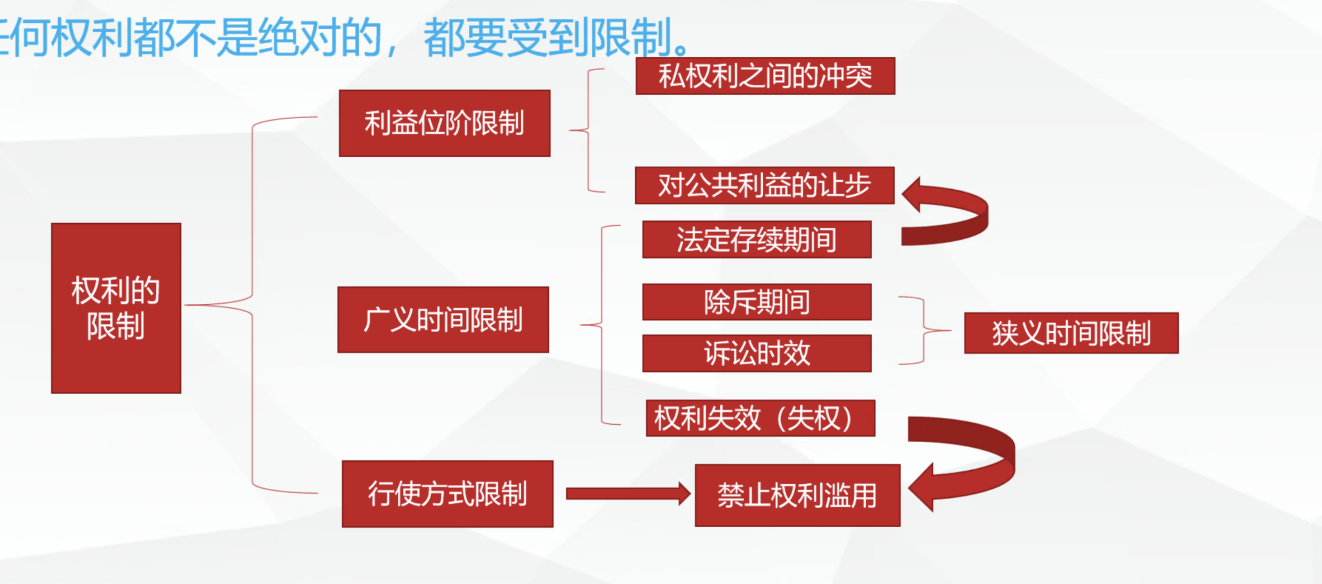 任何权利都不是绝对的，都要受到限制。
私权利之间的冲突
利益位阶限制
对公共利益的让步
法定存续期间
权利的
限制
除斥期间
广义时间限制
狭义时间限制
诉讼时效
权利失效（失权）
行使方式限制
禁止权利滥用